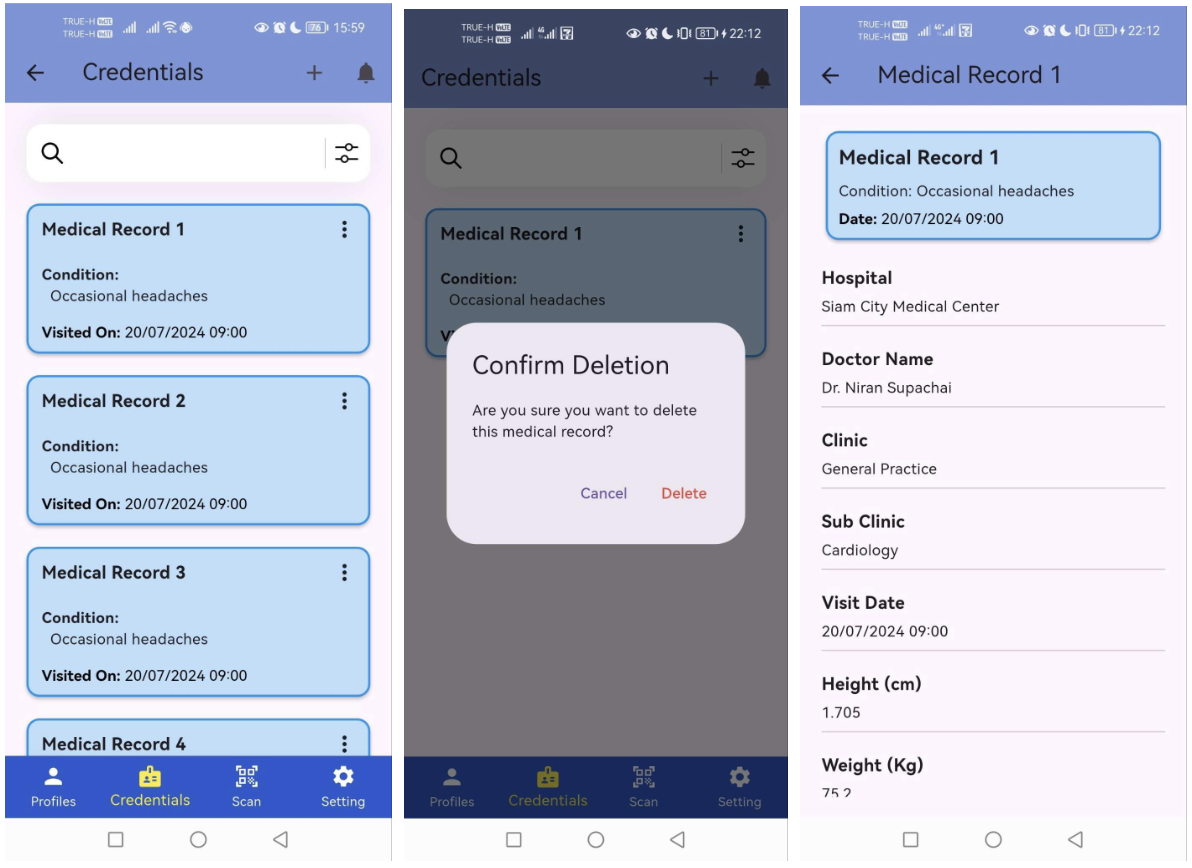 TRUE-H VoLTE
TRUE-H VoLTE
76
15:59
Credentials
Medical Record 1
Condition:
Occasional headaches
Visited On: 20/07/2024 09:00
Medical Record 2
Condition:
Occasional headaches
Visited On: 20/07/2024 09:00
Medical Record 3
Condition:
Occasional headaches
Visited On: 20/07/2024 09:00
Medical Record 4
Profiles
Credentials
Scan
Setting
TRUE-H VoLTE
TRUE-H VoLTE
4G
81
22:12
Credentials
Medical Record 1
Condition:
Occasional headaches
Confirm Deletion
Are you sure you want to delete
this medical record?
Cancel
Delete
Profiles
Credentials
Scan
Setting
TRUE-H VoLTE
TRUE-H VoLTE
81
22:12
Medical Record 1
Medical Record 1
Condition: Occasional headaches
Date: 20/07/2024 09:00
Hospital
Siam City Medical Center
Doctor Name
Dr. Niran Supachai
Clinic
General Practice
Sub Clinic
Cardiology
Visit Date
20/07/2024 09:00
Height (cm)
1.705
Weight (Kg)
75.2